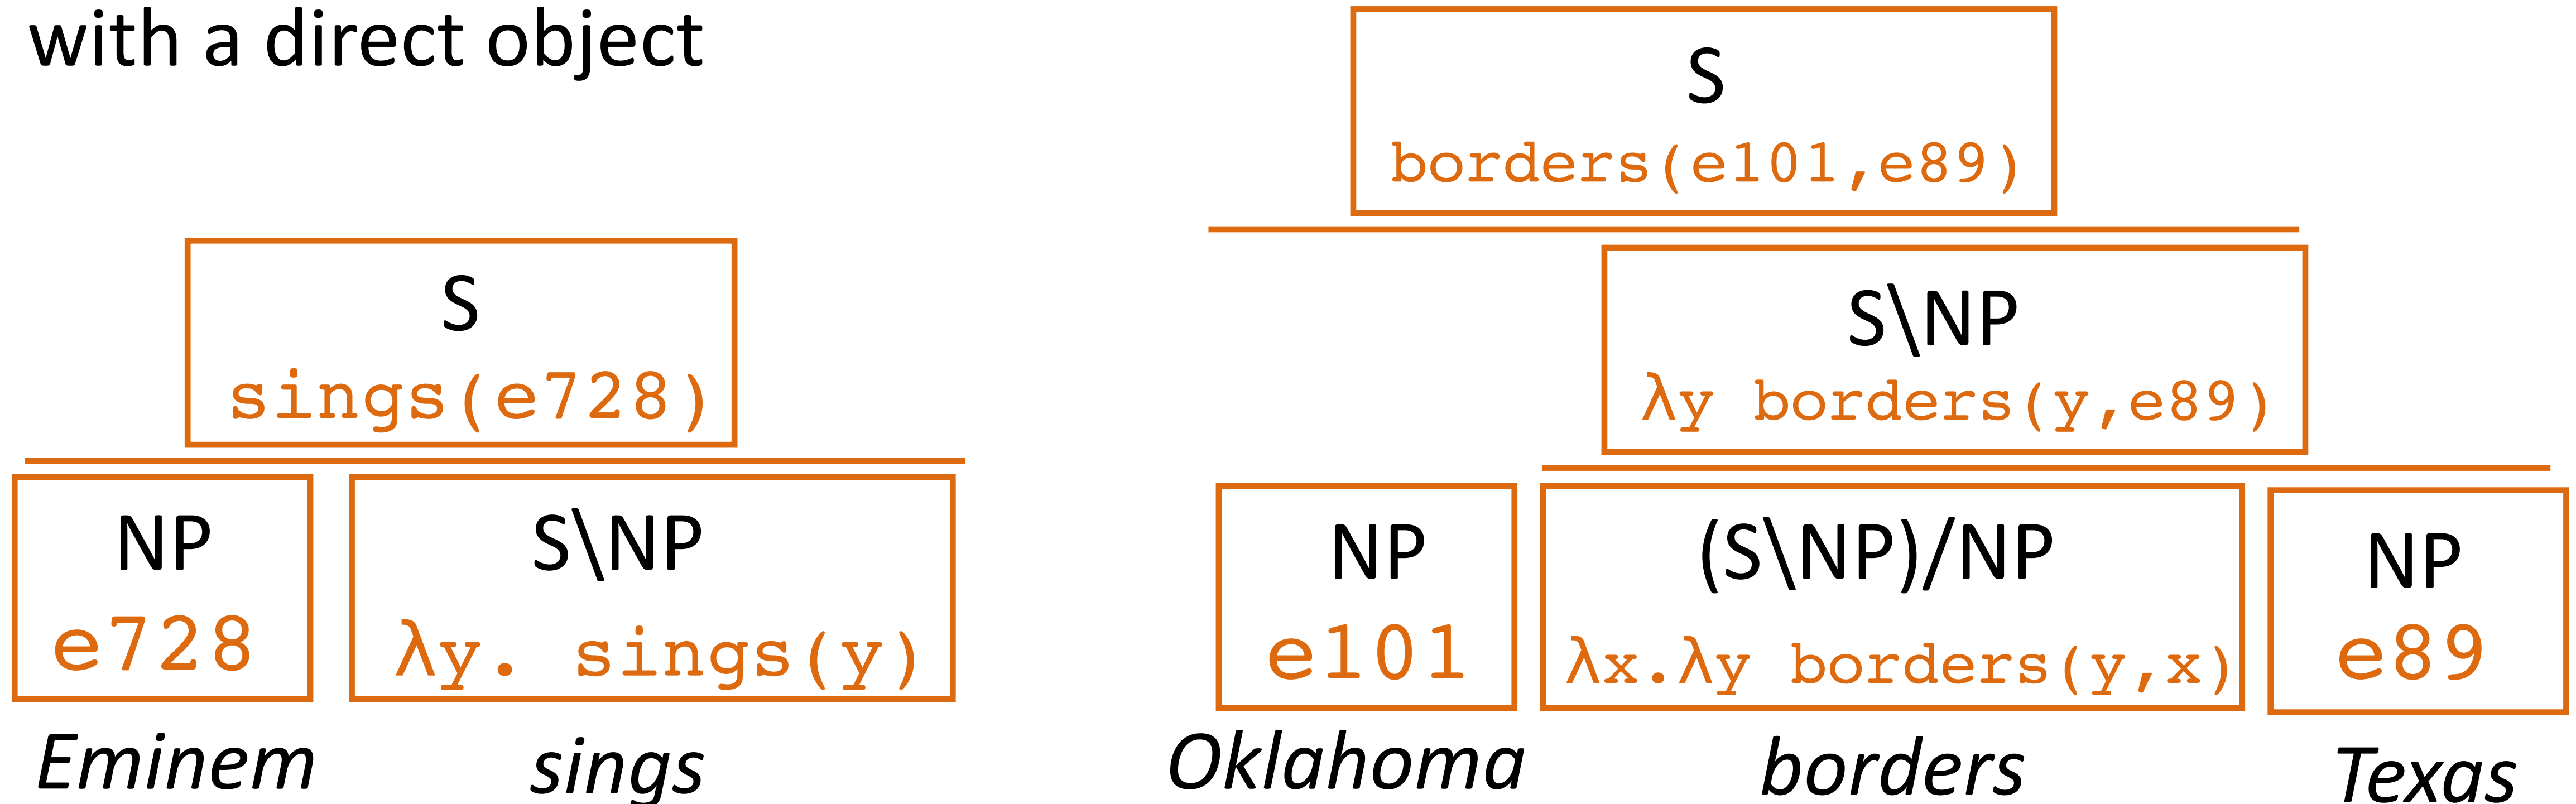 with a direct object
S
sings(e728)
NP
e728
S\NP
λy. sings(y)
Eminem
sings
S
borders(e101,e89)
S\NP
λy borders(y,e89)
NP
e101
(S\NP)/NP
λx.λy borders(y,x)
NP
e89
Oklahoma
borders
Texas